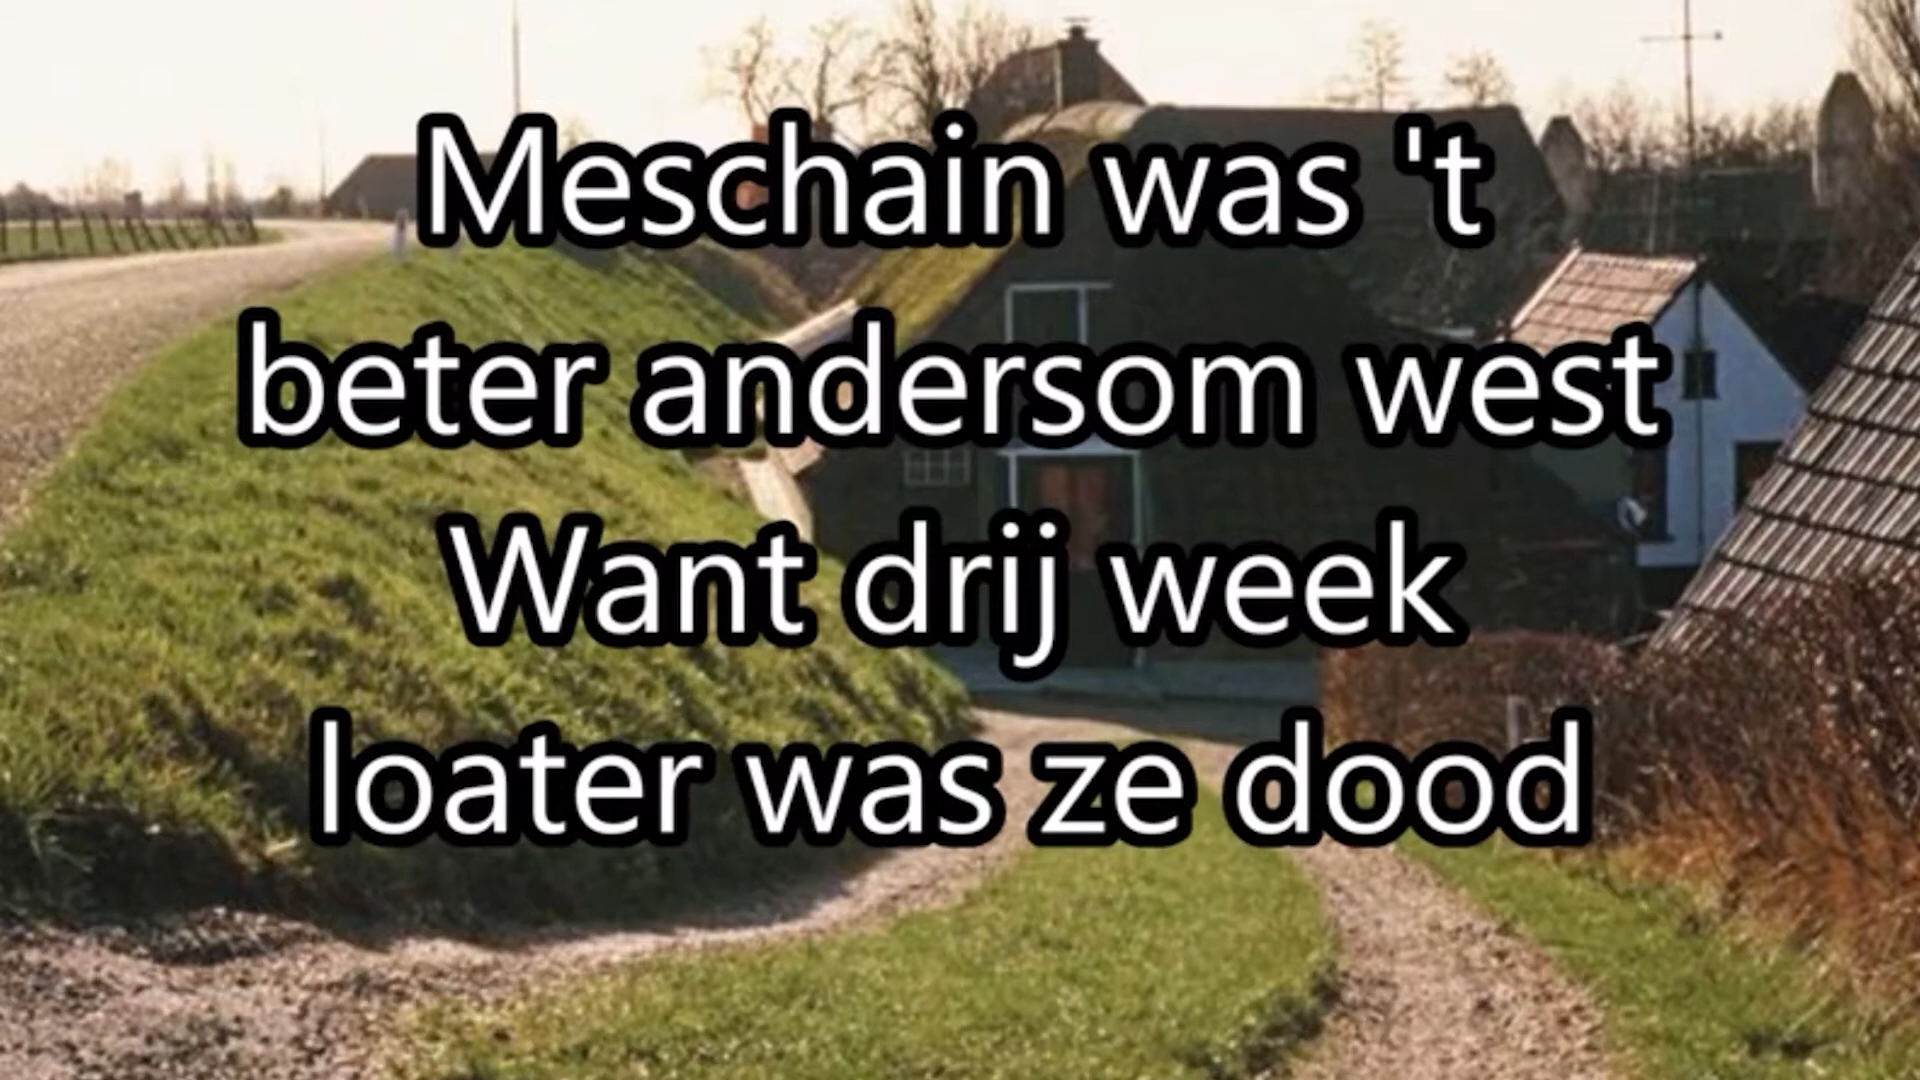 Meschain was 't
beter andersom west
Want drij week
loater was ze dood